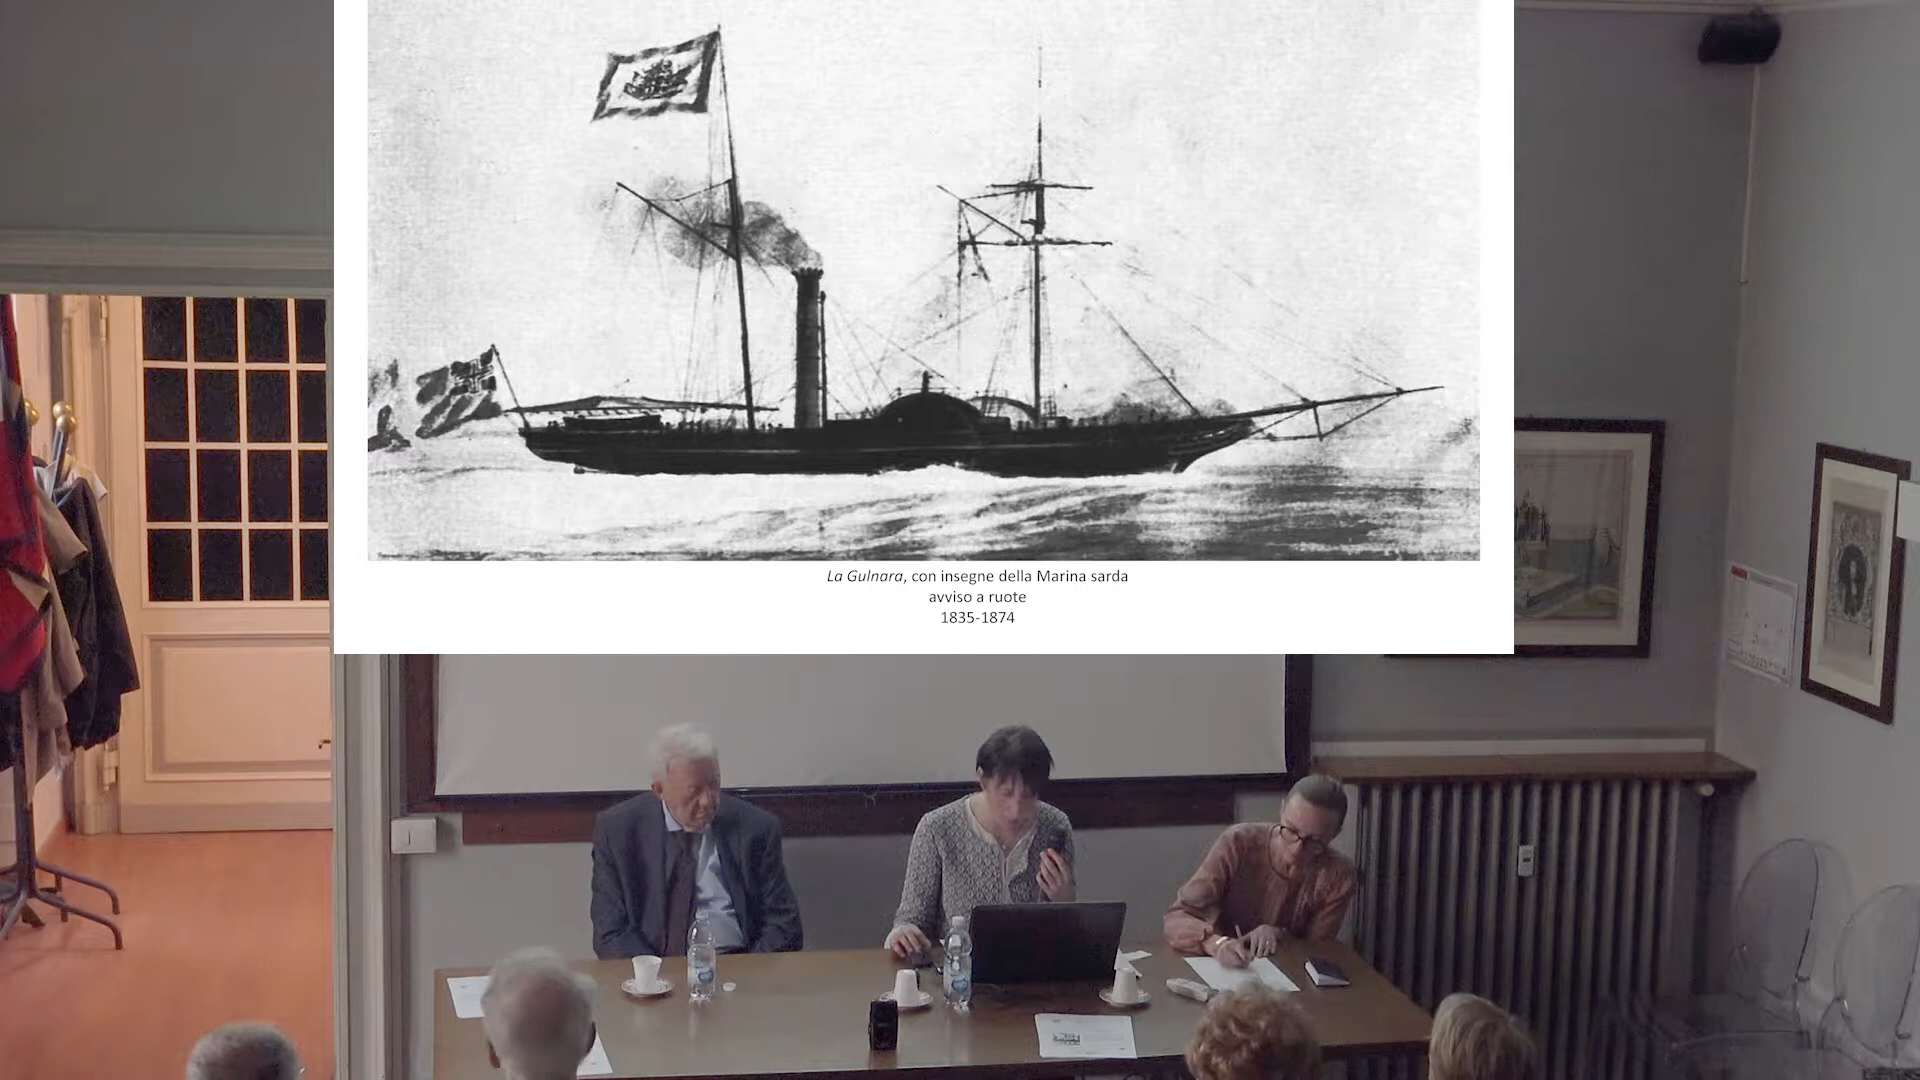 La Gulnara, con insegne della Marina sarda
avviso a ruote
1835-1874